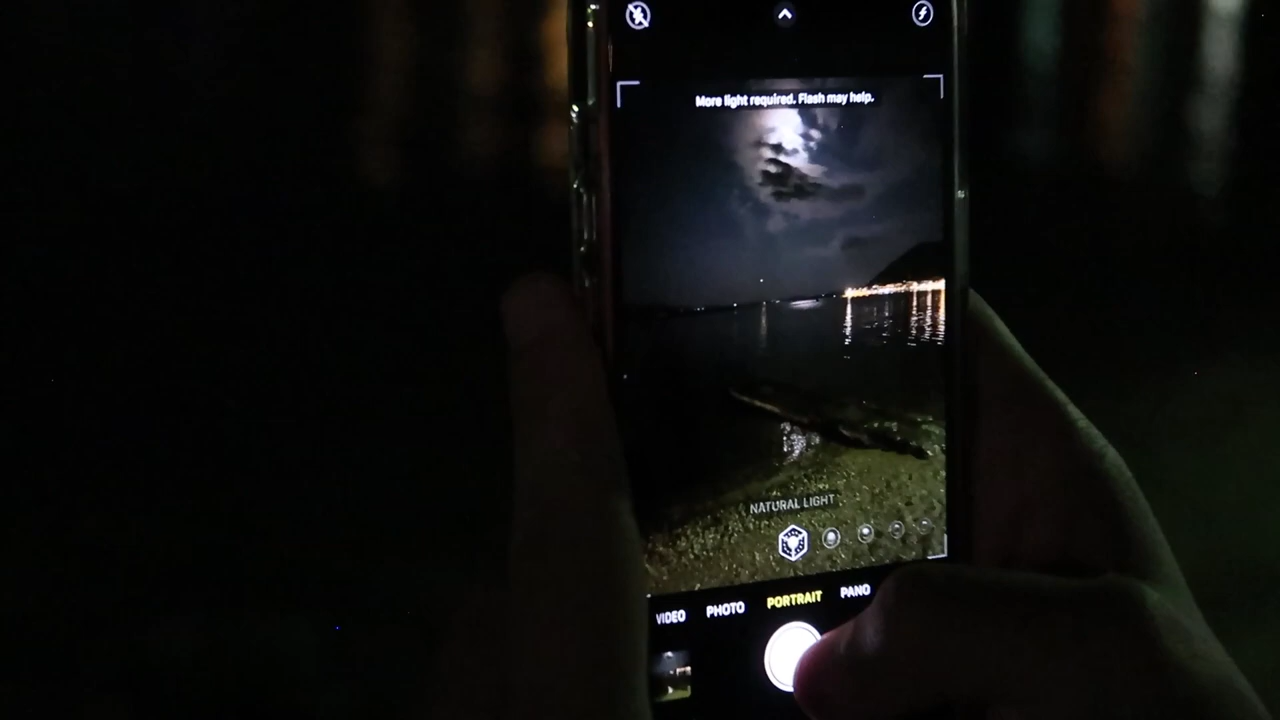 More light required. Flash may help.
NATURAL LIGHT
VIDEO PHOTO PORTRAIT PANO